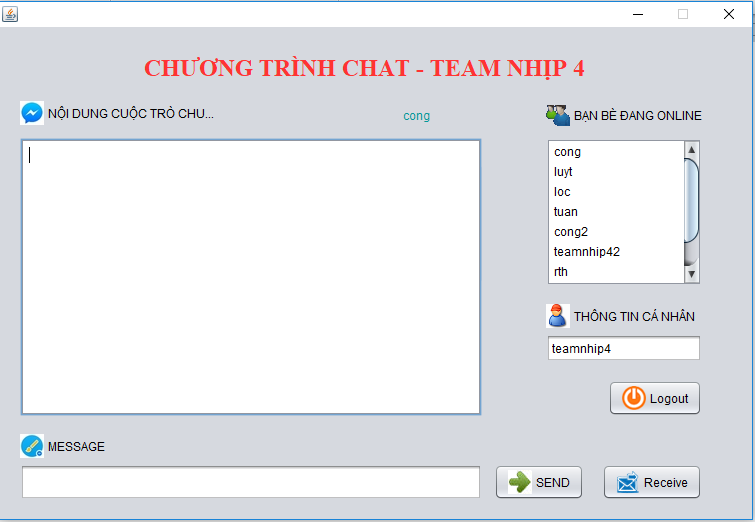 CHƯƠNG TRÌNH CHAT - TEAM NHỊP 4
NỘI DUNG CUỘC TRÒ CHU...
cong
BẠN BÈ ĐANG ONLINE
cong
luyt
loc
tuan
cong2
teamnhip42
rth
THÔNG TIN CÁ NHÂN
teamnhip4
Logout
MESSAGE
SEND
Receive